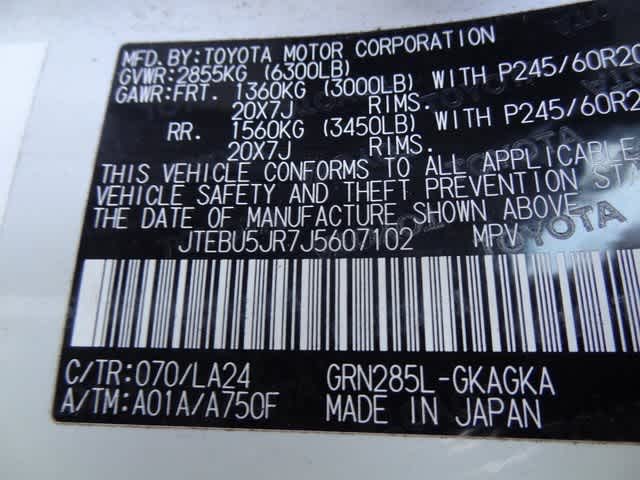 MFD.BY:TOYOTA MOTOR CORPORATION
GVWR:2855KG (6300LB)
GAWR:FRT. 1360KG (3000LB) WITH P245/60R20
20X7J RIMS.
RR. 1560KG (3450LB) WITH P245/60R2
20X7J RIMS.
THIS VEHICLE CONFORMS TO ALL APPLICABLE
VEHICLE SAFETY AND THEFT PREVENTION STA
THE DATE OF MANUFACTURE SHOWN ABOVE.
JTEBU5JR7J5607102 MPV
TOYOTA
C/TR:070/LA24 GRN285L-GKAGKA
A/TM:A01A/A750F MADE IN JAPAN